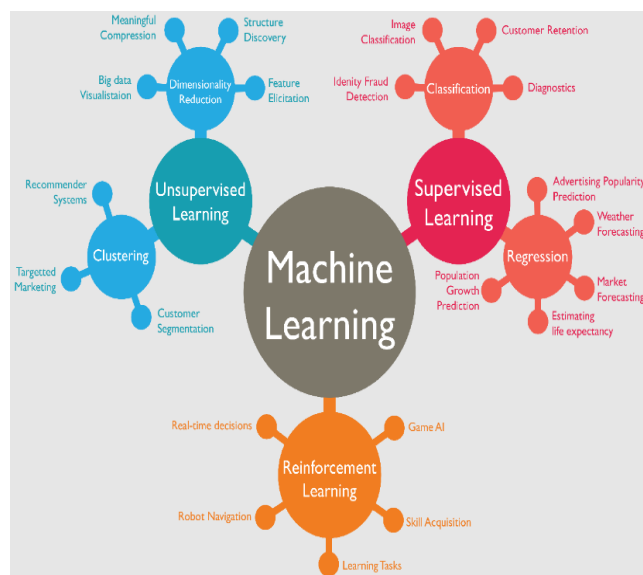 Meaningful
Compression
Structure
Discovery
Big data
Visualistaion
Dimensionality
Reduction
Feature
Elicitation
Image
Classification
Customer Retention
Idenity Fraud
Detection
Classification
Diagnostics
Unsupervised
Learning
Supervised
Learning
Recommender
Systems
Clustering
Targetted
Marketing
Customer
Segmentation
Machine
Learning
Advertising Popularity
Prediction
Weather
Forecasting
Regression
Population
Growth
Prediction
Market
Forecasting
Estimating
life expectancy
Real-time decisions
Game AI
Reinforcement
Learning
Robot Navigation
Skill Acquisition
Learning Tasks